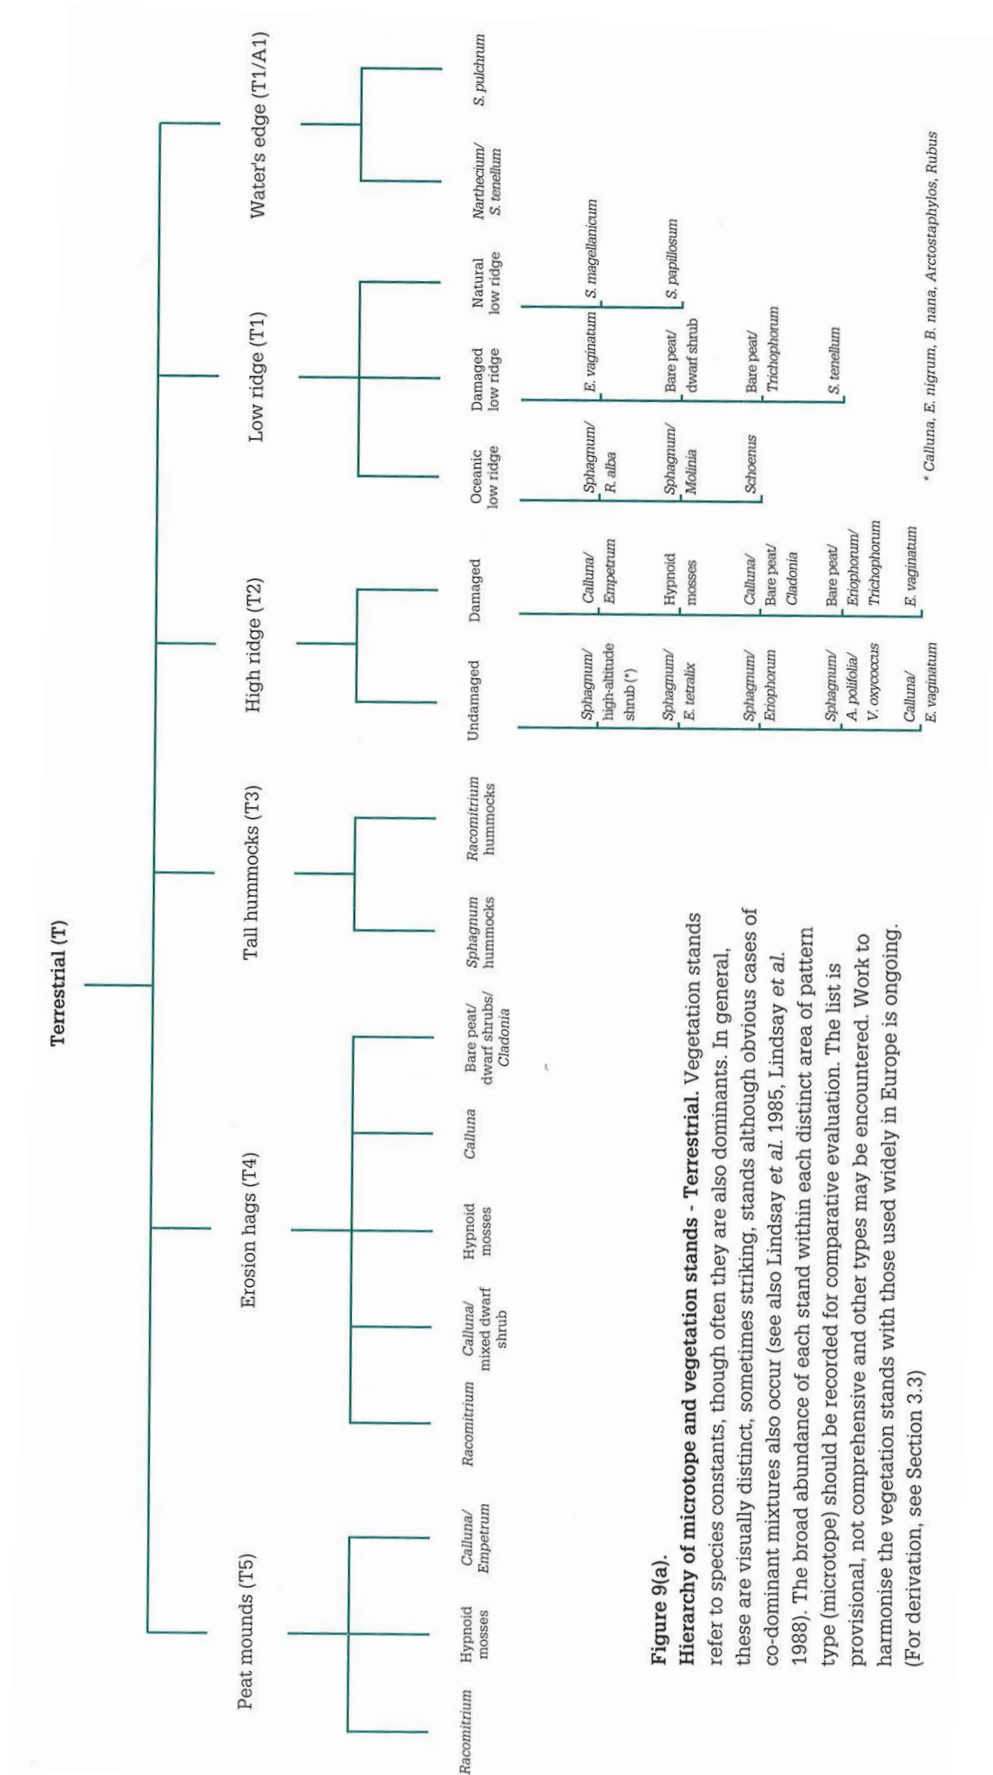 Terrestrial (T)
Peat mounds (T5)
Erosion hags (T4)
Tall hummocks (T3)
High ridge (T2)
Low ridge (T1)
Water's edge (T1/A1)
Racomitrium
Hypnoid
mosses
Calluna/
Empetrum
Racomitrium
Calluna/
mixed dwarf
shrub
Hypnoid
mosses
Calluna
Bare peat/
dwarf shrubs/
Cladonia
Sphagnum
hummocks
Racomitrium
hummocks
Undamaged
Damaged
Oceanic
low ridge
Damaged
low ridge
Natural
low ridge
Narthecium/
S. tenellum
S. pulchrum
Sphagnum/
high-altitude
shrub (*)
Sphagnum/
E. tetralix
Sphagnum/
Eriophorum
Sphagnum/
A. polifolia/
V. oxycoccus
Calluna/
E. vaginatum
Calluna/
Empetrum
Hypnoid
mosses
Calluna/
Bare peat/
Cladonia
Bare peat/
Eriophorum/
Trichophorum
E. vaginatum
Sphagnum/
R. alba
Sphagnum/
Molinia
Schoenus
E. vaginatum
Bare peat/
dwarf shrub
Bare peat/
Trichophorum
S. tenellum
S. magellanicum
S. papillosum
* Calluna, E. nigrum, B. nana, Arctostaphylos, Rubus
Figure 9(a).
Hierarchy of microtope and vegetation stands - Terrestrial. Vegetation stands
refer to species constants, though often they are also dominants. In general,
these are visually distinct, sometimes striking, stands although obvious cases of
co-dominant mixtures also occur (see also Lindsay et al. 1985, Lindsay et al.
1988). The broad abundance of each stand within each distinct area of pattern
type (microtope) should be recorded for comparative evaluation. The list is
provisional, not comprehensive and other types may be encountered. Work to
harmonise the vegetation stands with those used widely in Europe is ongoing.
(For derivation, see Section 3.3)